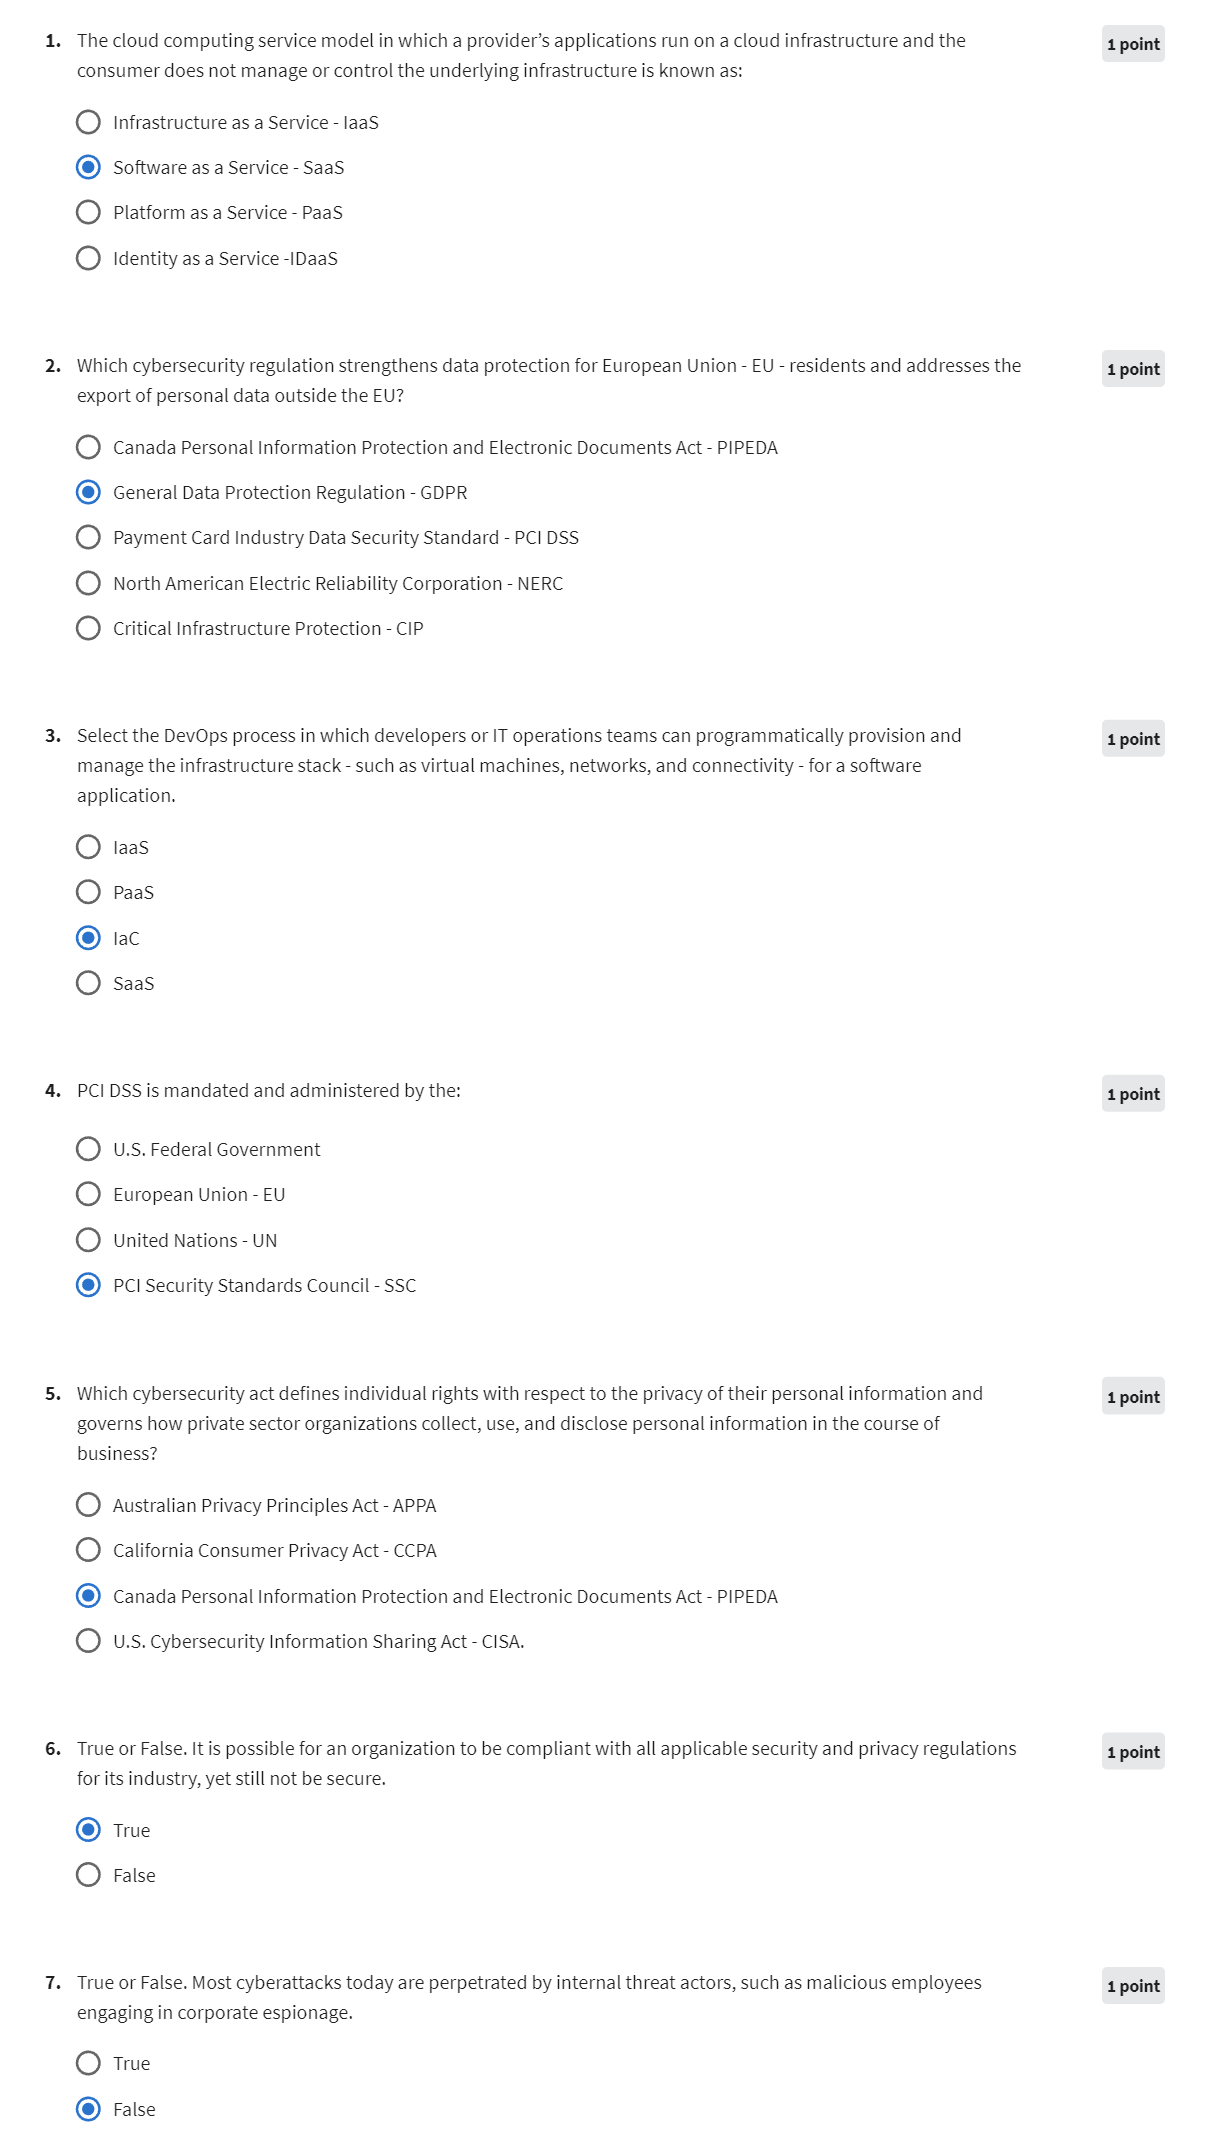 1. The cloud computing service model in which a provider’s applications run on a cloud infrastructure and the
1 point
consumer does not manage or control the underlying infrastructure is known as:
Infrastructure as a Service - IaaS
Software as a Service - SaaS
Platform as a Service - PaaS
Identity as a Service -IDaaS
2. Which cybersecurity regulation strengthens data protection for European Union - EU - residents and addresses the
1 point
export of personal data outside the EU?
Canada Personal Information Protection and Electronic Documents Act - PIPEDA
General Data Protection Regulation - GDPR
Payment Card Industry Data Security Standard - PCI DSS
North American Electric Reliability Corporation - NERC
Critical Infrastructure Protection - CIP
3. Select the DevOps process in which developers or IT operations teams can programmatically provision and
1 point
manage the infrastructure stack - such as virtual machines, networks, and connectivity - for a software
application.
IaaS
PaaS
IaC
SaaS
4. PCI DSS is mandated and administered by the:
1 point
U.S. Federal Government
European Union - EU
United Nations - UN
PCI Security Standards Council - SSC
5. Which cybersecurity act defines individual rights with respect to the privacy of their personal information and
1 point
governs how private sector organizations collect, use, and disclose personal information in the course of
business?
Australian Privacy Principles Act - APPA
California Consumer Privacy Act - CCPA
Canada Personal Information Protection and Electronic Documents Act - PIPEDA
U.S. Cybersecurity Information Sharing Act - CISA.
6. True or False. It is possible for an organization to be compliant with all applicable security and privacy regulations
1 point
for its industry, yet still not be secure.
True
False
7. True or False. Most cyberattacks today are perpetrated by internal threat actors, such as malicious employees
1 point
engaging in corporate espionage.
True
False